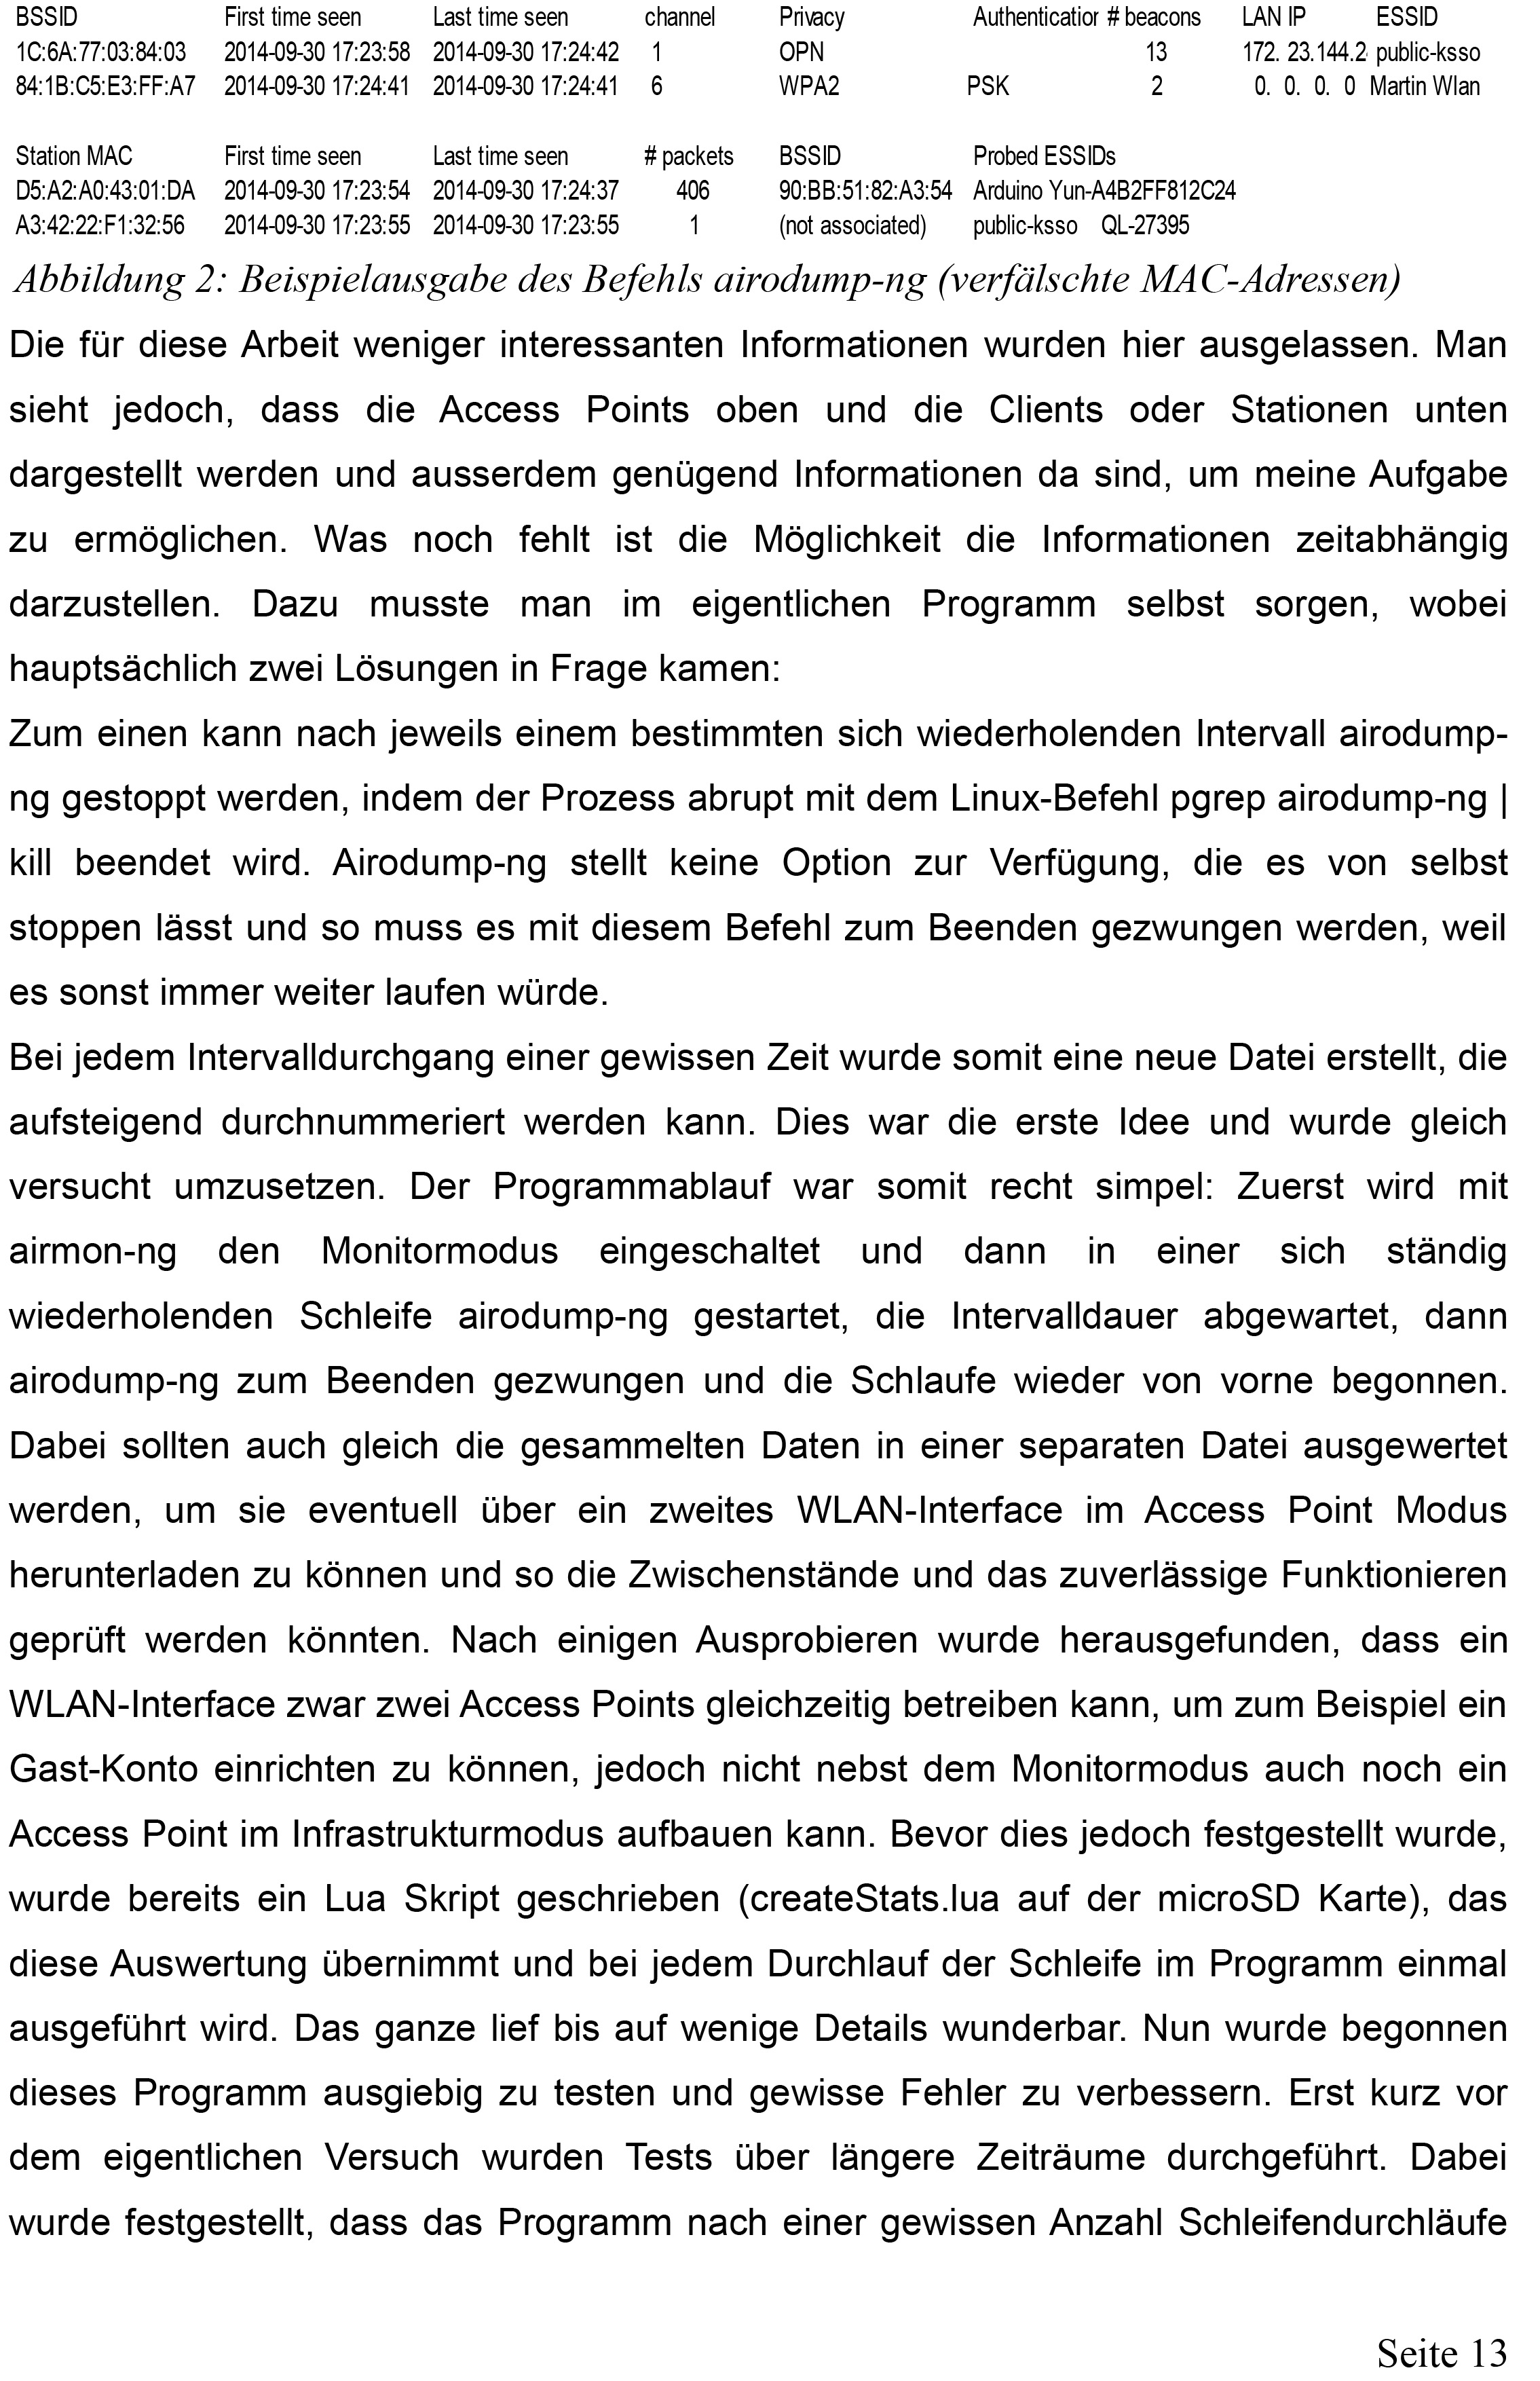 BSSID First time seen Last time seen channel Privacy Authentication # beacons LAN IP ESSID
1C:6A:77:03:84:03 2014-09-30 17:23:58 2014-09-30 17:24:42 1 OPN 13 172. 23.144.2 public-ksso
84:1B:C5:E3:FF:A7 2014-09-30 17:24:41 2014-09-30 17:24:41 6 WPA2 PSK 2 0. 0. 0. 0 Martin Wlan
Station MAC First time seen Last time seen # packets BSSID Probed ESSIDs
D5:A2:A0:43:01:DA 2014-09-30 17:23:54 2014-09-30 17:24:37 406 90:BB:51:82:A3:54 Arduino Yun-A4B2FF812C24
A3:42:22:F1:32:56 2014-09-30 17:23:55 2014-09-30 17:23:55 1 (not associated) public-ksso QL-27395
Abbildung 2: Beispielausgabe des Befehls airodump-ng (verfälschte MAC-Adressen)
Die für diese Arbeit weniger interessanten Informationen wurden hier ausgelassen. Man
sieht jedoch, dass die Access Points oben und die Clients oder Stationen unten
dargestellt werden und ausserdem genügend Informationen da sind, um meine Aufgabe
zu ermöglichen. Was noch fehlt ist die Möglichkeit die Informationen zeitabhängig
darzustellen. Dazu musste man im eigentlichen Programm selbst sorgen, wobei
hauptsächlich zwei Lösungen in Frage kamen:
Zum einen kann nach jeweils einem bestimmten sich wiederholenden Intervall airodump-
ng gestoppt werden, indem der Prozess abrupt mit dem Linux-Befehl pgrep airodump-ng |
kill beendet wird. Airodump-ng stellt keine Option zur Verfügung, die es von selbst
stoppen lässt und so muss es mit diesem Befehl zum Beenden gezwungen werden, weil
es sonst immer weiter laufen würde.
Bei jedem Intervalldurchgang einer gewissen Zeit wurde somit eine neue Datei erstellt, die
aufsteigend durchnummeriert werden kann. Dies war die erste Idee und wurde gleich
versucht umzusetzen. Der Programmablauf war somit recht simpel: Zuerst wird mit
airmon-ng den Monitormodus eingeschaltet und dann in einer sich ständig
wiederholenden Schleife airodump-ng gestartet, die Intervalldauer abgewartet, dann
airodump-ng zum Beenden gezwungen und die Schlaufe wieder von vorne begonnen.
Dabei sollten auch gleich die gesammelten Daten in einer separaten Datei ausgewertet
werden, um sie eventuell über ein zweites WLAN-Interface im Access Point Modus
herunterladen zu können und so die Zwischenstände und das zuverlässige Funktionieren
geprüft werden könnten. Nach einigen Ausprobieren wurde herausgefunden, dass ein
WLAN-Interface zwar zwei Access Points gleichzeitig betreiben kann, um zum Beispiel ein
Gast-Konto einrichten zu können, jedoch nicht nebst dem Monitormodus auch noch ein
Access Point im Infrastrukturmodus aufbauen kann. Bevor dies jedoch festgestellt wurde,
wurde bereits ein Lua Skript geschrieben (createStats.lua auf der microSD Karte), das
diese Auswertung übernimmt und bei jedem Durchlauf der Schleife im Programm einmal
ausgeführt wird. Das ganze lief bis auf wenige Details wunderbar. Nun wurde begonnen
dieses Programm ausgiebig zu testen und gewisse Fehler zu verbessern. Erst kurz vor
dem eigentlichen Versuch wurden Tests über längere Zeiträume durchgeführt. Dabei
wurde festgestellt, dass das Programm nach einer gewissen Anzahl Schleifendurchläufe
Seite 13